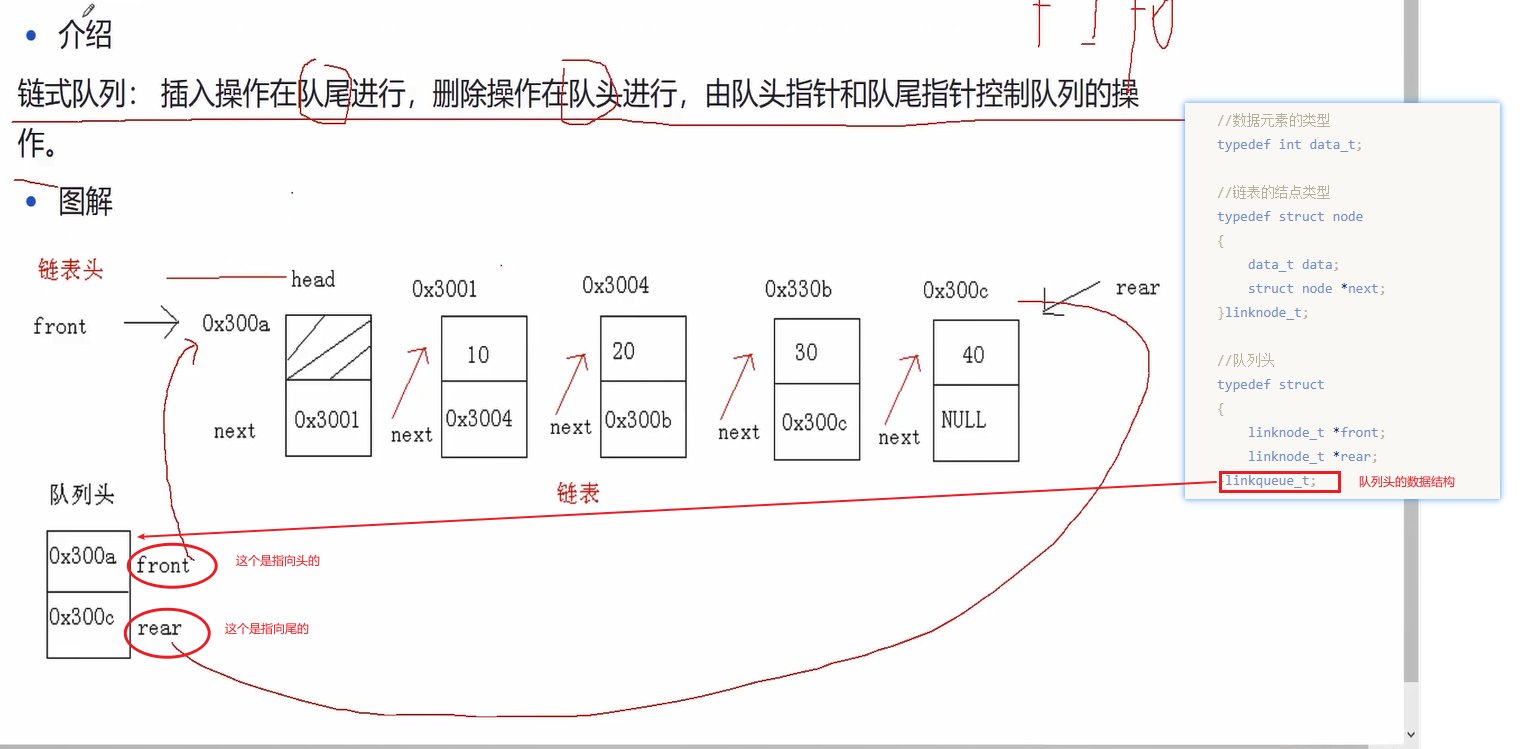 介绍
链式队列： 插入操作在队尾进行，删除操作在队头进行，由队头指针和队尾指针控制队列的操
作。
图解
链表头
head
0x3001
0x3004
0x330b
0x300c
rear
front
0x300a
10
20
30
40
next
0x3001
next
0x3004
next
0x300b
next
0x300c
next
NULL
队列头
链表
0x300a
front
这个是指向头的
0x300c
rear
这个是指向尾的
//数据元素的类型
typedef int data_t;
//链表的结点类型
typedef struct node
{
data_t data;
struct node *next;
}linknode_t;
//队列头
typedef struct
{
linknode_t *front;
linknode_t *rear;
}linkqueue_t;
队列头的数据结构